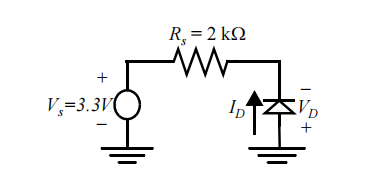 R_s = 2 kΩ
+
−
V_s=3.3V
I_D
V_D
−
+